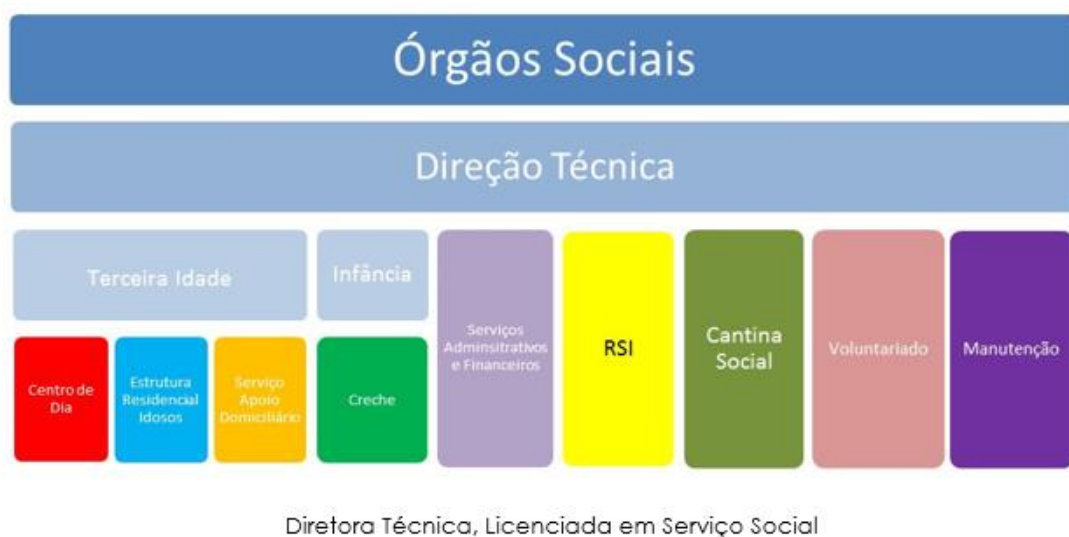 Órgãos Sociais
Direção Técnica
Terceira Idade
Infância
Serviços
Adminsitrativos
e Financeiros
RSI
Cantina
Social
Voluntariado
Manutenção
Centro de
Dia
Estrutura
Residencial
Idosos
Serviço
Apoio
Domiciliário
Creche
Diretora Técnica, Licenciada em Serviço Social